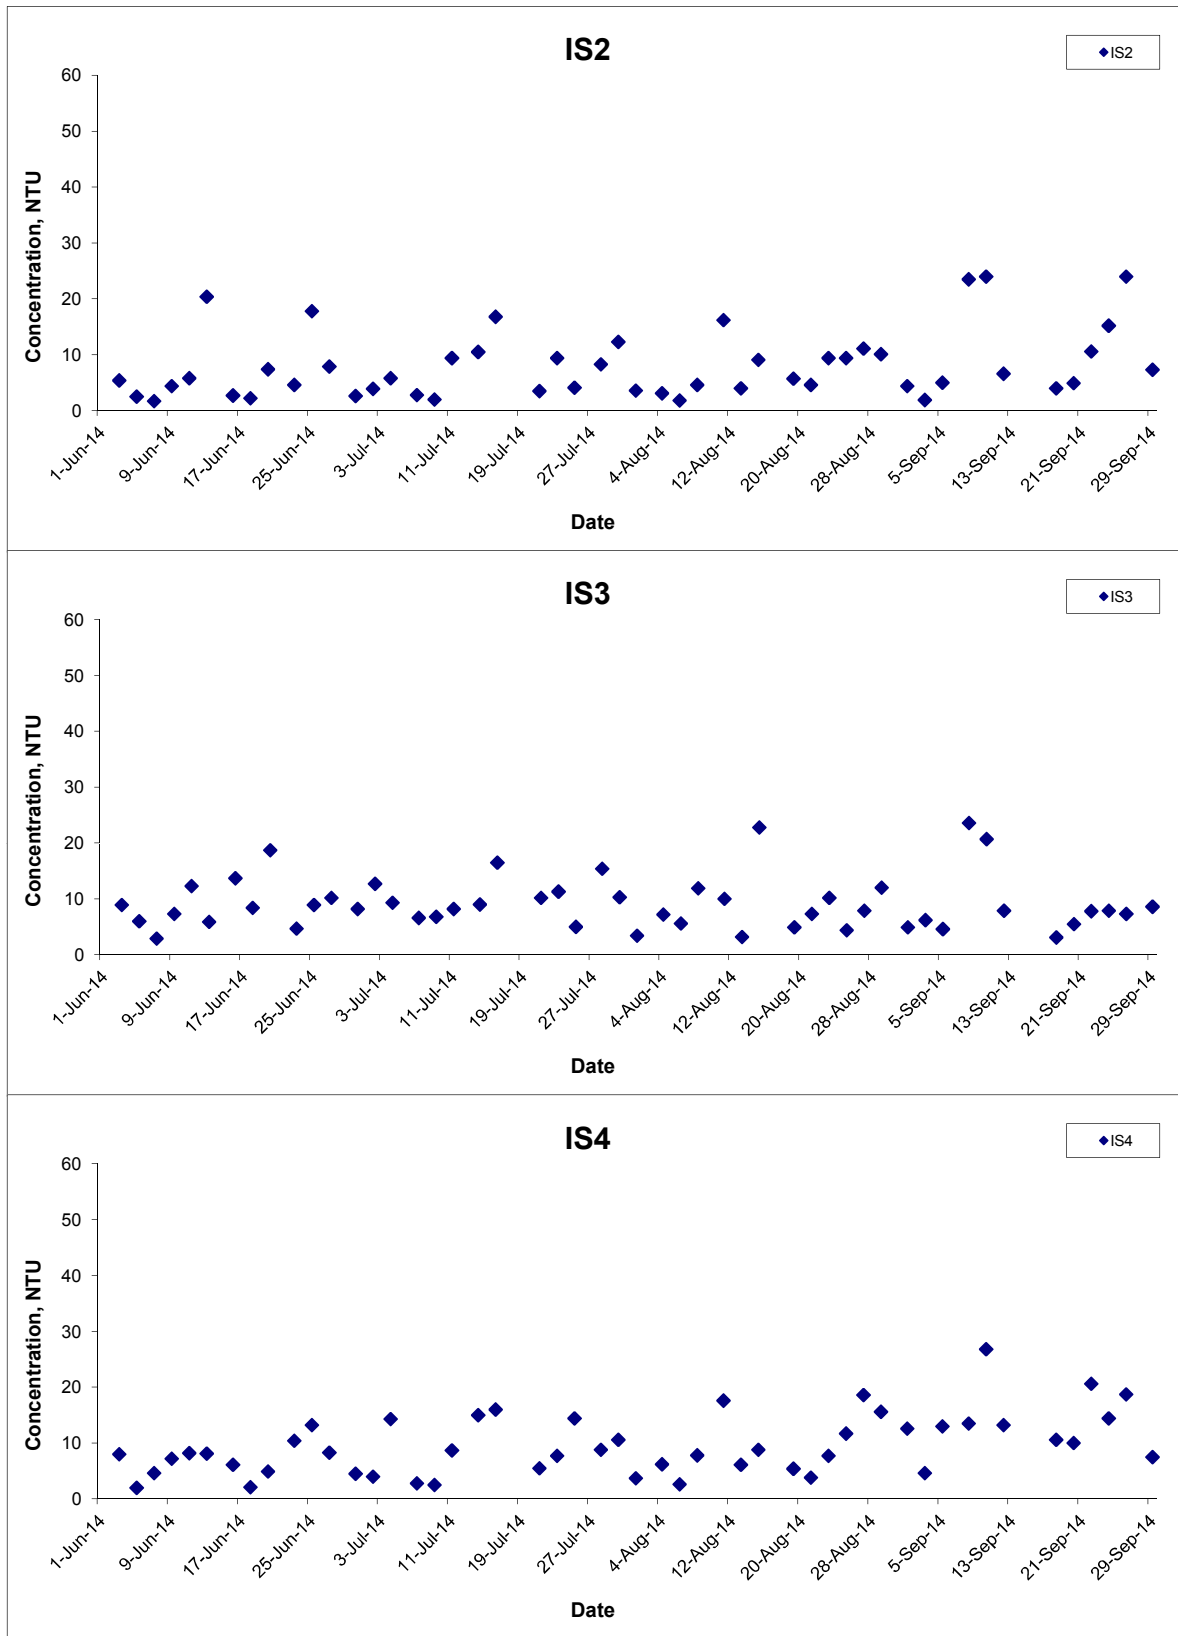 IS2
IS2
Concentration, NTU
60
50
40
30
20
10
0
1-Jun-14
9-Jun-14
17-Jun-14
25-Jun-14
3-Jul-14
11-Jul-14
19-Jul-14
27-Jul-14
4-Aug-14
12-Aug-14
20-Aug-14
28-Aug-14
5-Sep-14
13-Sep-14
21-Sep-14
29-Sep-14
Date
IS3
IS3
Concentration, NTU
60
50
40
30
20
10
0
1-Jun-14
9-Jun-14
17-Jun-14
25-Jun-14
3-Jul-14
11-Jul-14
19-Jul-14
27-Jul-14
4-Aug-14
12-Aug-14
20-Aug-14
28-Aug-14
5-Sep-14
13-Sep-14
21-Sep-14
29-Sep-14
Date
IS4
IS4
Concentration, NTU
60
50
40
30
20
10
0
1-Jun-14
9-Jun-14
17-Jun-14
25-Jun-14
3-Jul-14
11-Jul-14
19-Jul-14
27-Jul-14
4-Aug-14
12-Aug-14
20-Aug-14
28-Aug-14
5-Sep-14
13-Sep-14
21-Sep-14
29-Sep-14
Date